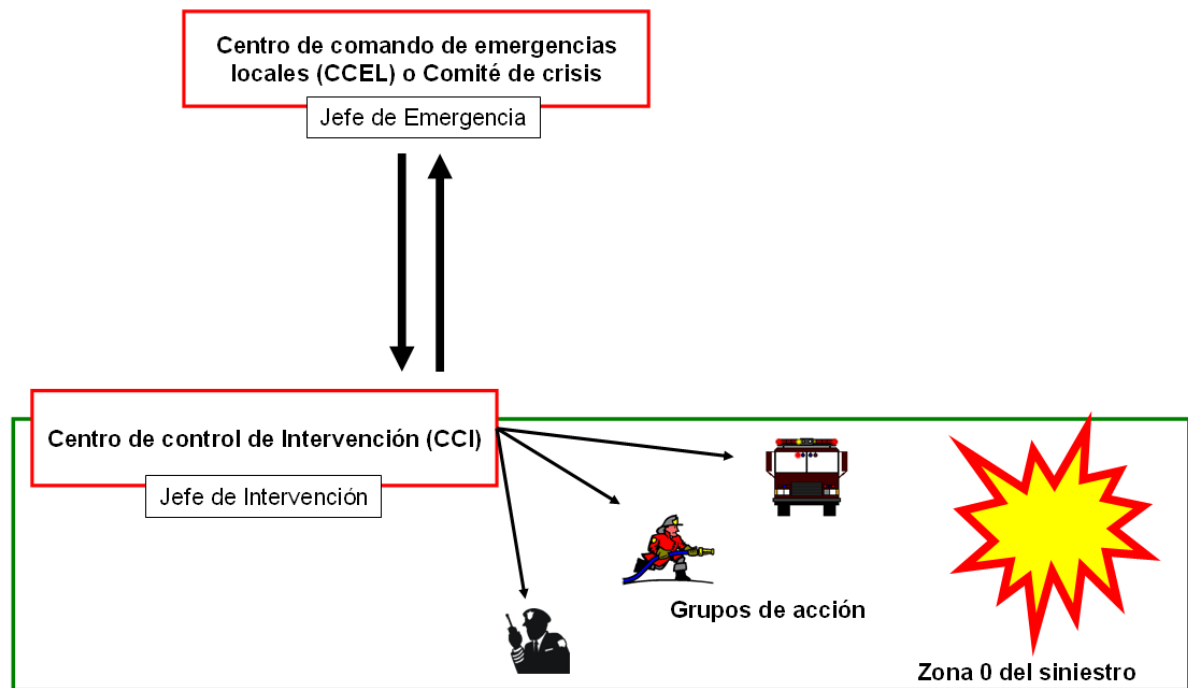 Centro de comando de emergencias
locales (CCEL) o Comité de crisis
Jefe de Emergencia
Centro de control de Intervención (CCI)
Jefe de Intervención
Grupos de acción
Zona 0 del siniestro